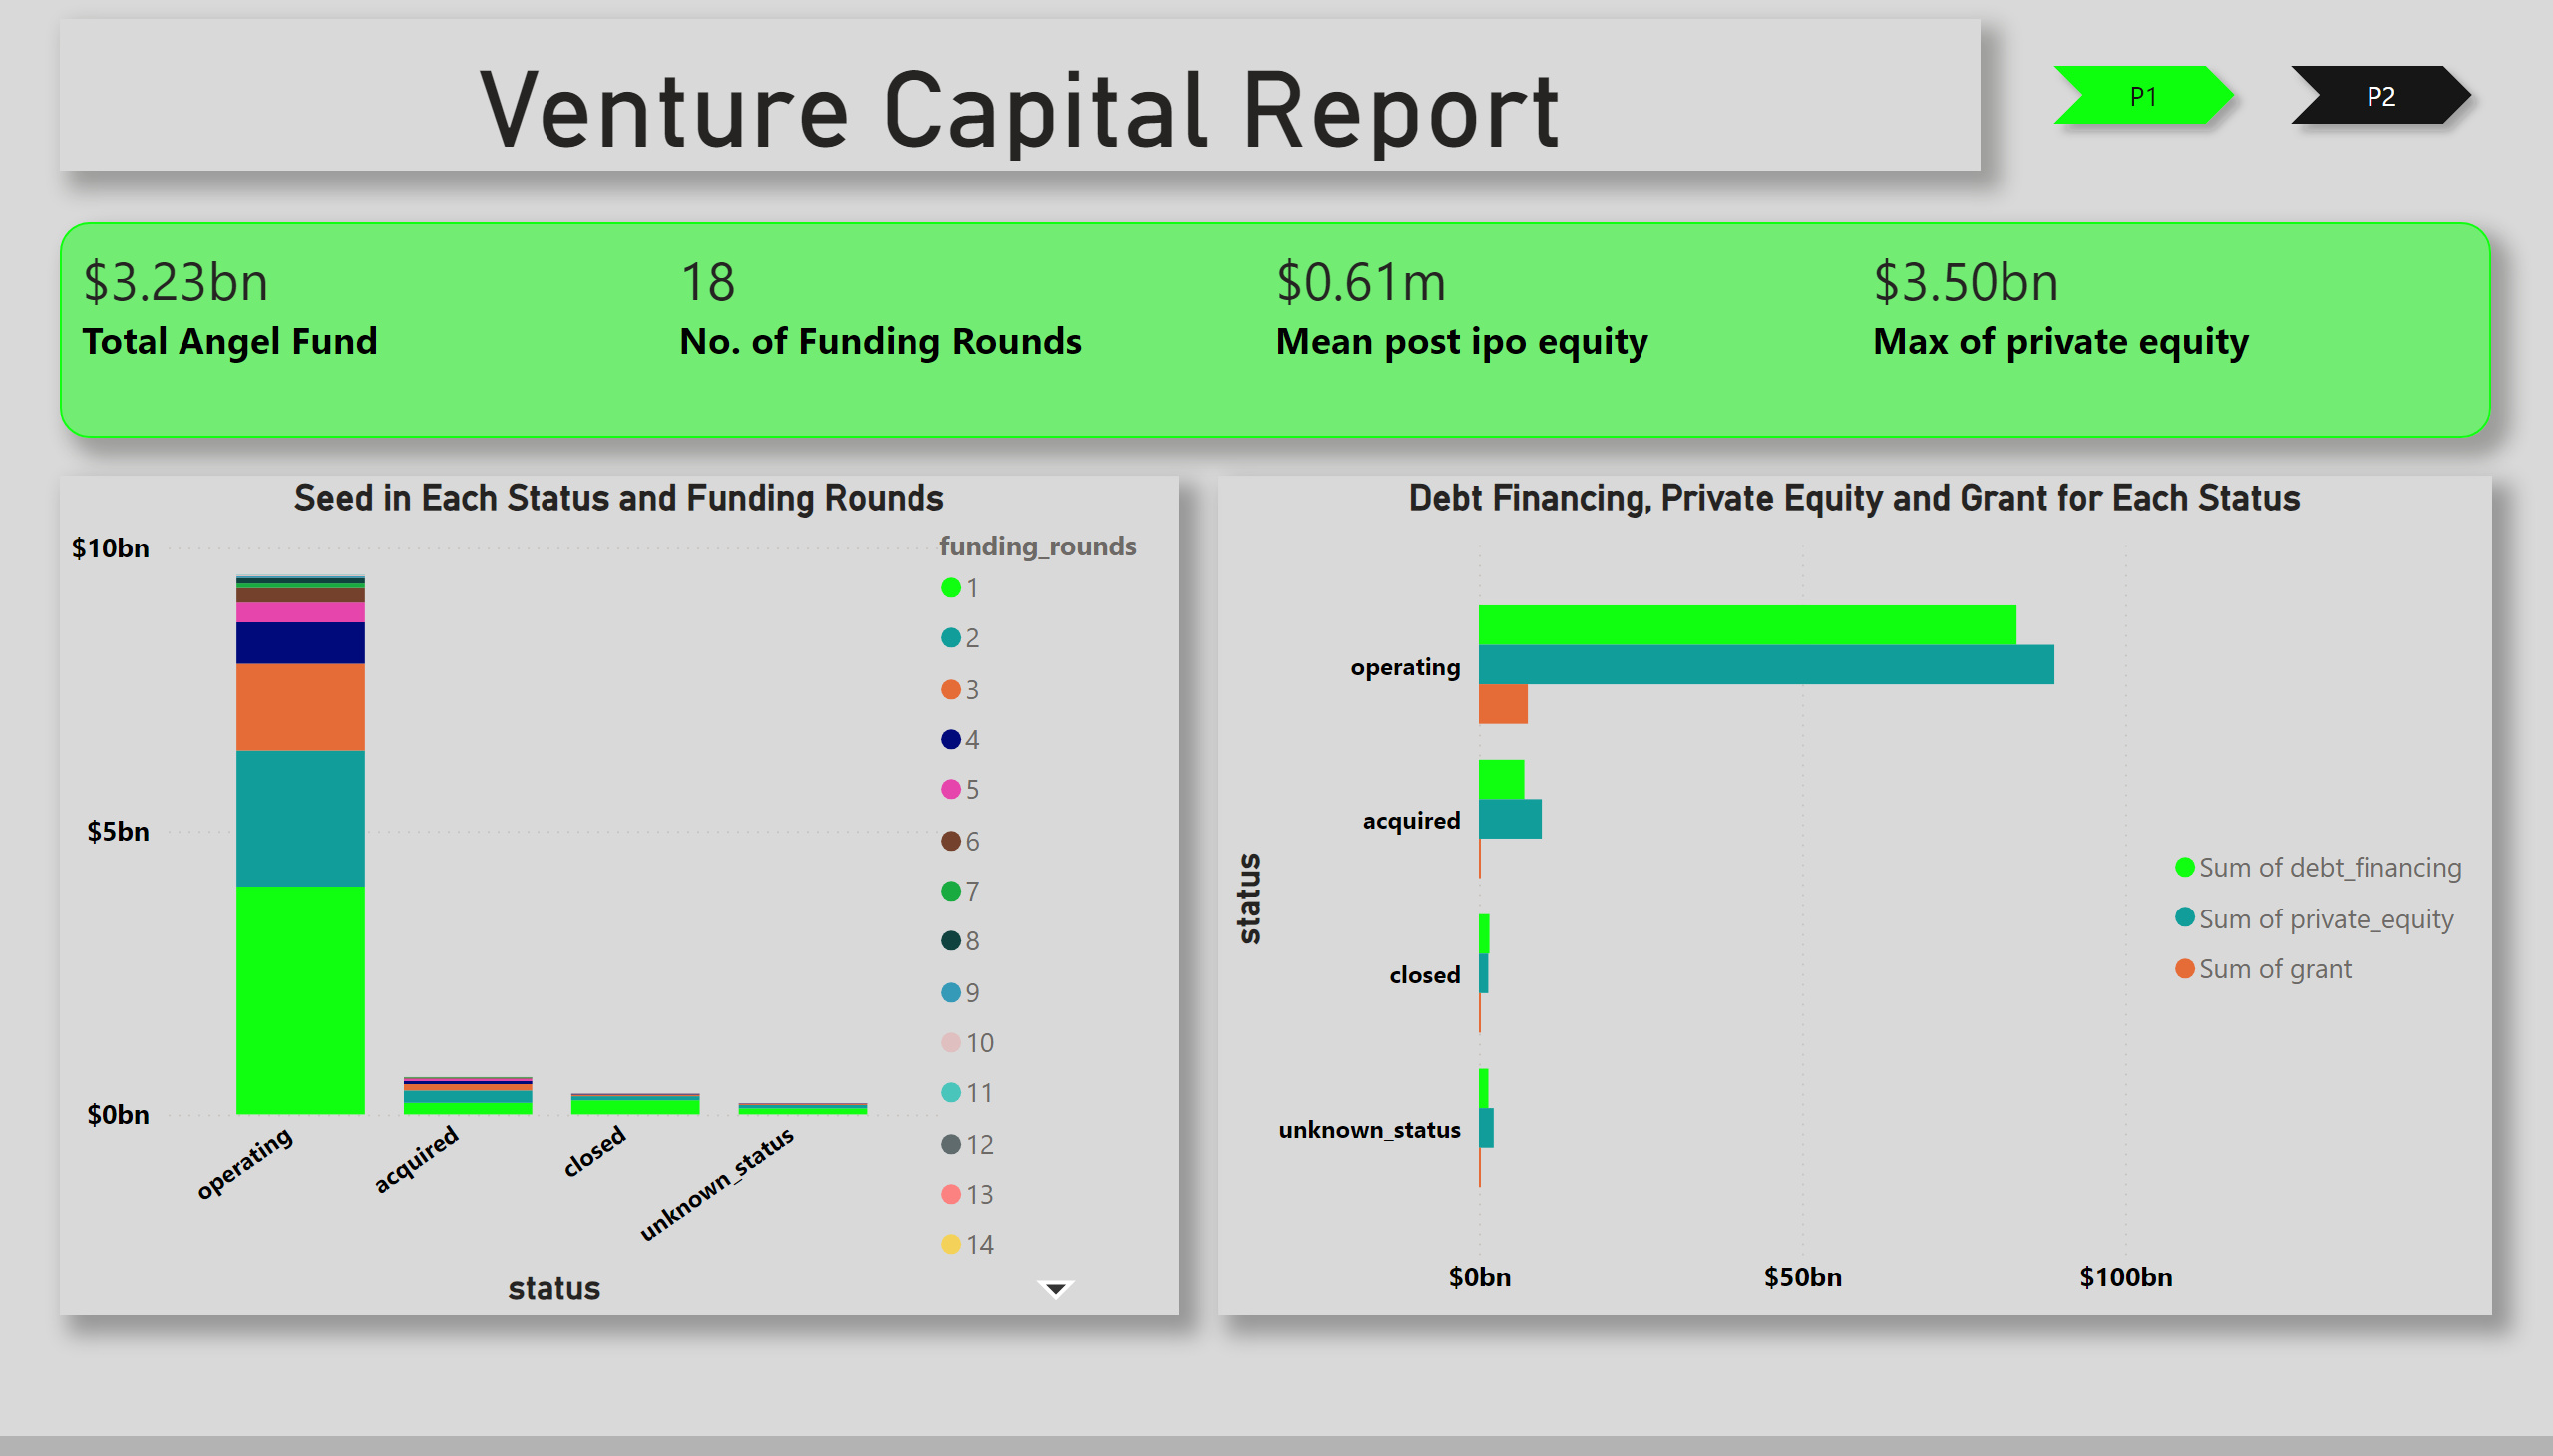 Venture Capital Report
P1
P2
$3.23bn
Total Angel Fund
18
No. of Funding Rounds
$0.61m
Mean post ipo equity
$3.50bn
Max of private equity
Seed in Each Status and Funding Rounds
$10bn
$5bn
$0bn
operating
acquired
closed
unknown_status
status
funding_rounds
1
2
3
4
5
6
7
8
9
10
11
12
13
14
Debt Financing, Private Equity and Grant for Each Status
status
operating
acquired
closed
unknown_status
$0bn
$50bn
$100bn
Sum of debt_financing
Sum of private_equity
Sum of grant